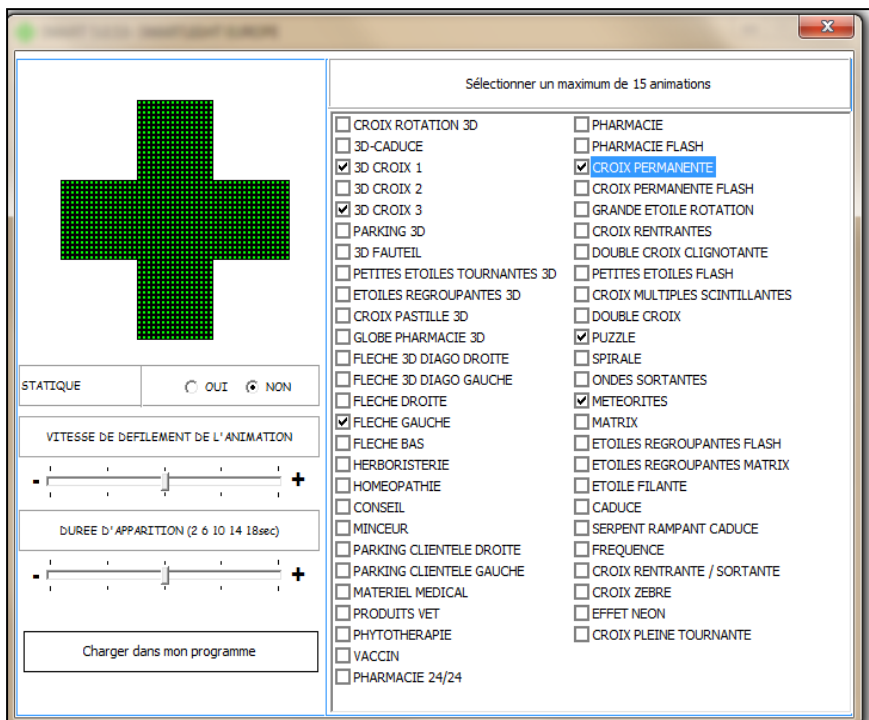 Sélectionner un maximum de 15 animations
CROIX ROTATION 3D
3D-CADUCE
3D CROIX 1
3D CROIX 2
3D CROIX 3
PARKING 3D
3D FAUTEIL
PETITES ETOILES TOURNANTES 3D
ETOILES REGROUPANTES 3D
CROIX PASTILLE 3D
GLOBE PHARMACIE 3D
FLECHE 3D DIAGO DROITE
FLECHE 3D DIAGO GAUCHE
FLECHE DROITE
FLECHE GAUCHE
FLECHE BAS
HERBORISTERIE
HOMEOPATHIE
CONSEIL
MINCEUR
PARKING CLIENTELE DROITE
PARKING CLIENTELE GAUCHE
MATERIEL MEDICAL
PRODUITS VET
PHYTOTHERAPIE
VACCIN
PHARMACIE 24/24
PHARMACIE
PHARMACIE FLASH
CROIX PERMANENTE
CROIX PERMANENTE FLASH
GRANDE ETOILE ROTATION
CROIX RENTRANTES
DOUBLE CROIX CLIGNOTANTE
PETITES ETOILES FLASH
CROIX MULTIPLES SCINTILLANTES
DOUBLE CROIX
PUZZLE
SPIRALE
ONDES SORTANTES
METEORITES
MATRIX
ETOILES REGROUPANTES FLASH
ETOILES REGROUPANTES MATRIX
ETOILE FILANTE
CADUCE
SERPENT RAMPANT CADUCE
FREQUENCE
CROIX RENTRANTE / SORTANTE
CROIX ZEBRE
EFFET NEON
CROIX PLEINE TOURNANTE
STATIQUE OUI NON
VITESSE DE DEFILEMENT DE L'ANIMATION
- +
DUREE D'APPARITION (2 6 10 14 18sec)
- +
Charger dans mon programme